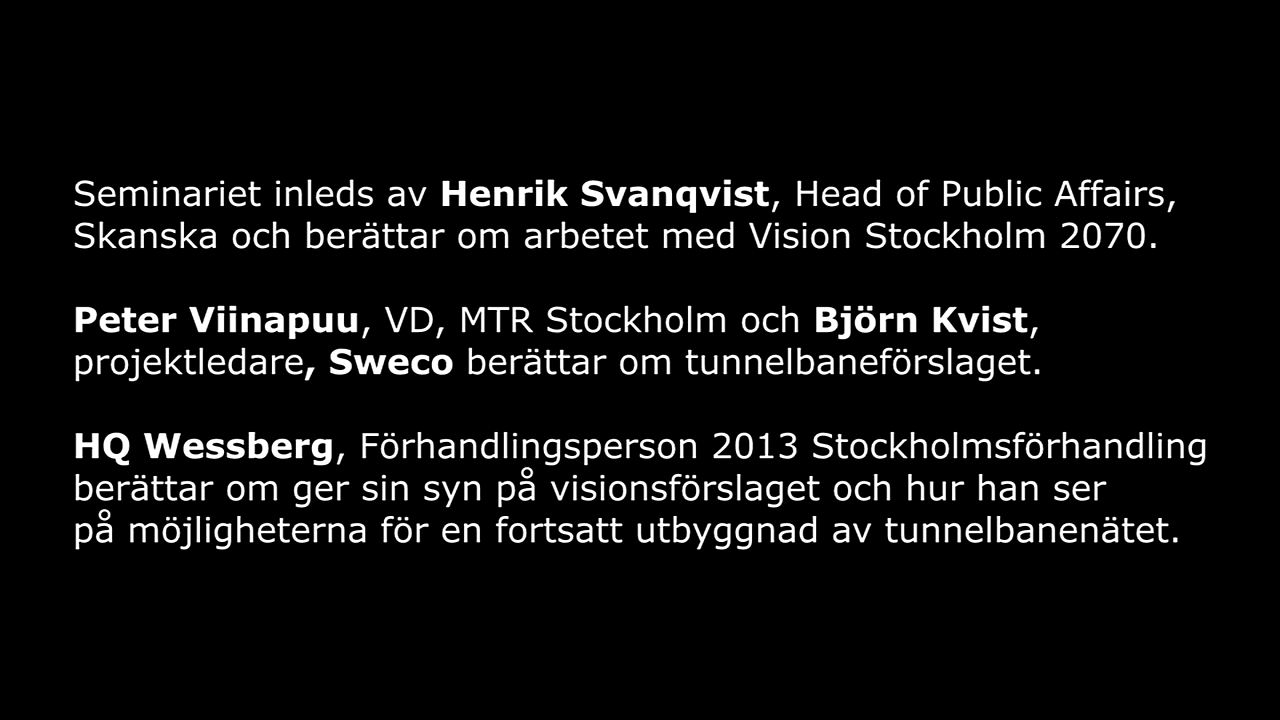 Seminariet inleds av Henrik Svanqvist, Head of Public Affairs,
Skanska och berättar om arbetet med Vision Stockholm 2070.
Peter Viinapuu, VD, MTR Stockholm och Björn Kvist,
projektledare, Sweco berättar om tunnelbaneförslaget.
HQ Wessberg, Förhandlingsperson 2013 Stockholmsförhandling
berättar om ger sin syn på visionsförslaget och hur han ser
på möjligheterna för en fortsatt utbyggnad av tunnelbanenätet.